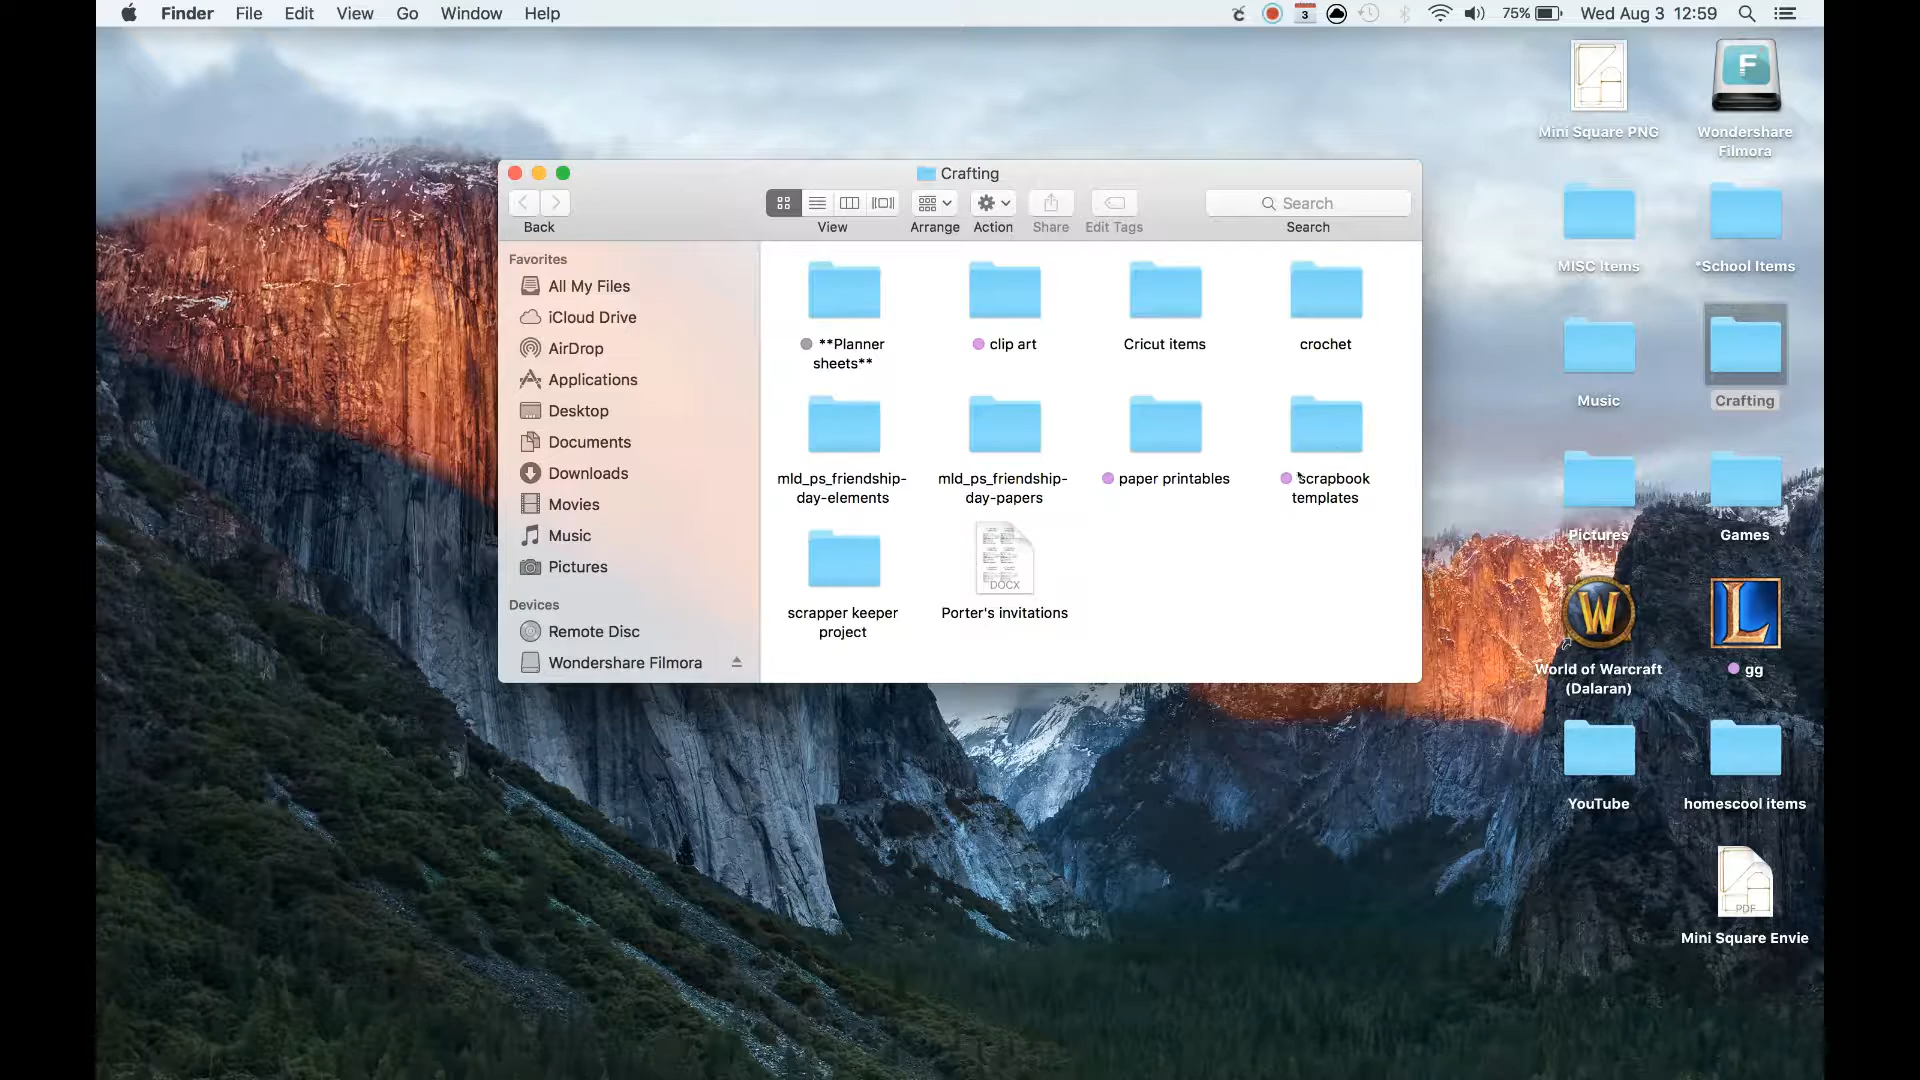 Finder File Edit View Go Window Help
3 75% Wed Aug 3 12:59
Crafting
Search
Back View Arrange Action Share Edit Tags Search
Favorites
All My Files
iCloud Drive
AirDrop
Applications
Desktop
Documents
Downloads
Movies
Music
Pictures
Devices
Remote Disc
Wondershare Filmora
**Planner
sheets**
clip art
Cricut items
crochet
mld_ps_friendship-
day-elements
mld_ps_friendship-
day-papers
paper printables
scrapbook
templates
scrapper keeper
project
DOCX
Porter's invitations
Mini Square PNG
F
Wondershare
Filmora
MISC Items
*School Items
Music
Crafting
Pictures
Games
W
World of Warcraft
(Dalaran)
L
gg
YouTube
homescool items
PDF
Mini Square Envie